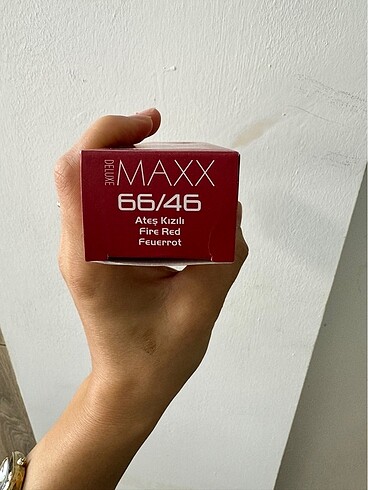 DELUXE MAXX
66/46
Ateş Kızılı
Fire Red
Feuerrot